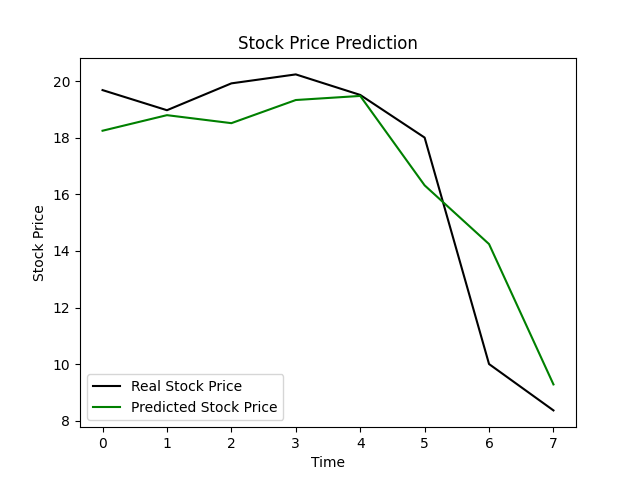 Stock Price Prediction
20
18
16
14
12
10
8
Stock Price
Real Stock Price
Predicted Stock Price
0 1 2 3 4 5 6 7
Time